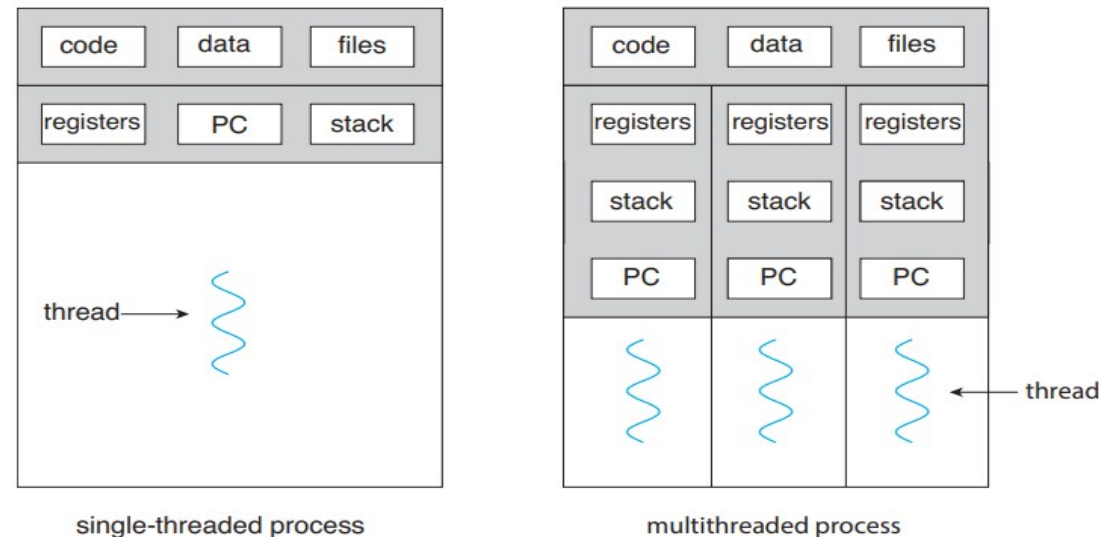 code data files
registers PC stack
thread
single-threaded process
code data files
registers registers registers
stack stack stack
PC PC PC
thread
multithreaded process